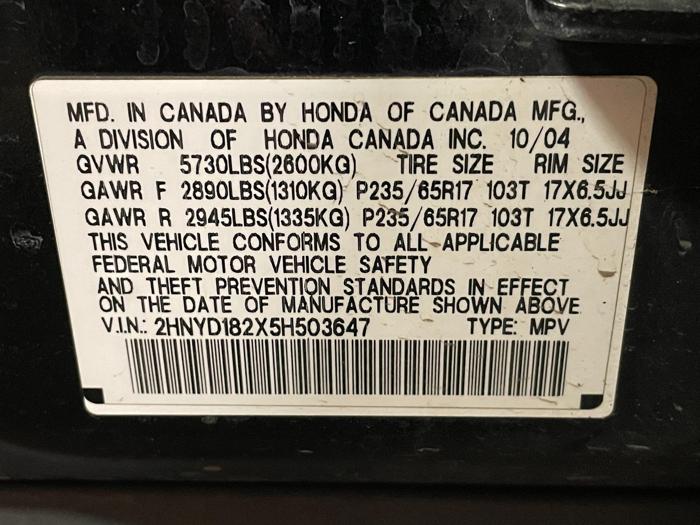 MFD. IN CANADA BY HONDA OF CANADA MFG.,
A DIVISION OF HONDA CANADA INC. 10/04
GVWR 5730LBS(2600KG) TIRE SIZE RIM SIZE
GAWR F 2890LBS(1310KG) P235/65R17 103T 17X6.5JJ
GAWR R 2945LBS(1335KG) P235/65R17 103T 17X6.5JJ
THIS VEHICLE CONFORMS TO ALL APPLICABLE
FEDERAL MOTOR VEHICLE SAFETY
AND THEFT PREVENTION STANDARDS IN EFFECT
ON THE DATE OF MANUFACTURE SHOWN ABOVE
V.I.N.: 2HNYD182X5H503647 TYPE: MPV